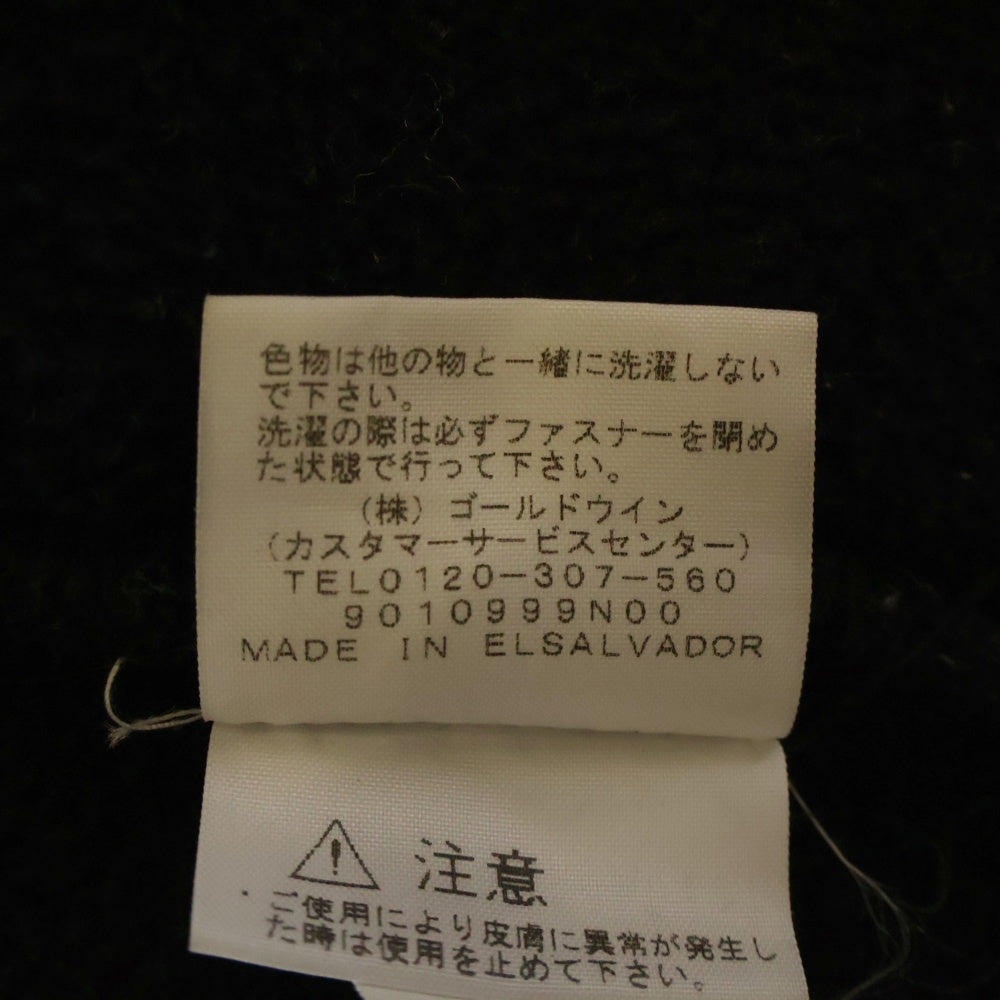 色物は他の物と一緒に洗濯しない
で下さい。
洗濯の際は必ずファスナーを閉め
た状態で行って下さい。
(株) ゴールドウイン
(カスタマーサービスセンター)
TEL0120-307-560
9010999N00
MADE IN ELSALVADOR
注意
・ご使用により皮膚に異常が発生し
た時は使用を止めて下さい。